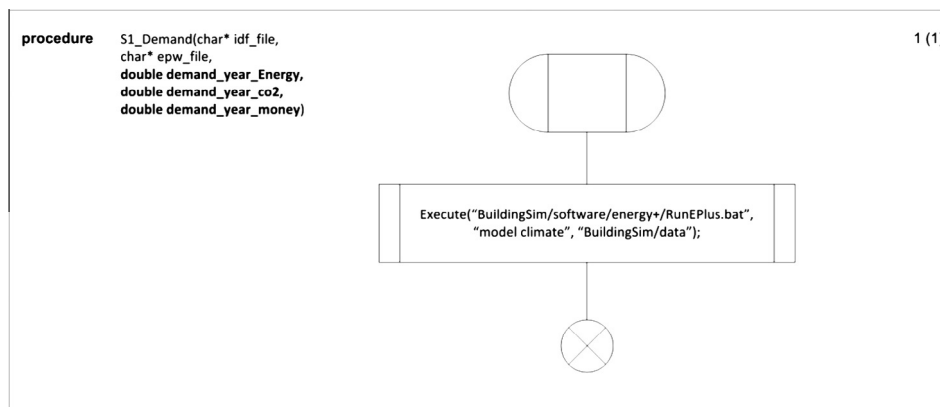 procedure S1_Demand(char* idf_file,
char* epw_file,
double demand_year_Energy,
double demand_year_co2,
double demand_year_money)
1 (1)
Execute(“BuildingSim/software/energy+/RunEPlus.bat”,
“model climate”, “BuildingSim/data”);